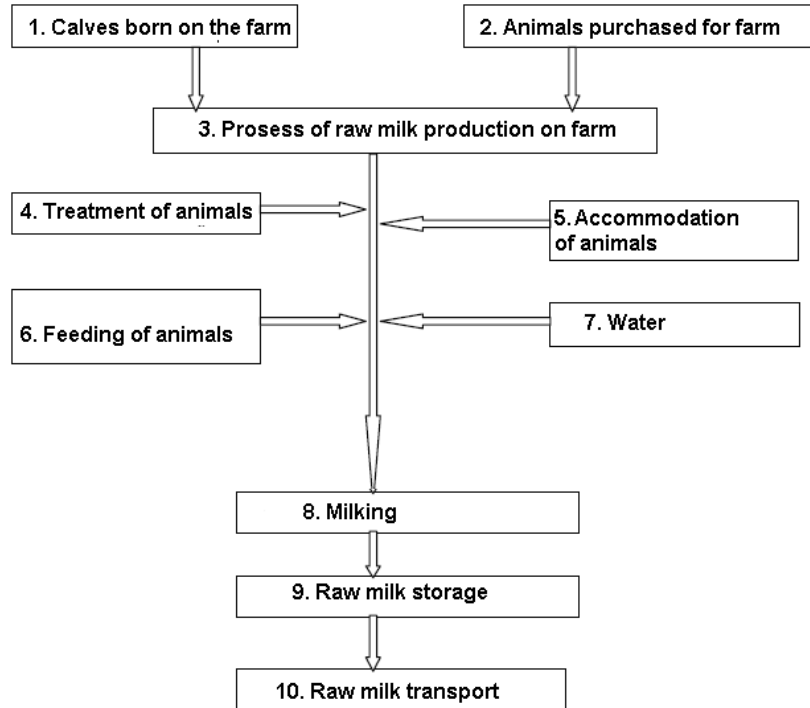 1. Calves born on the farm
2. Animals purchased for farm
3. Prosess of raw milk production on farm
4. Treatment of animals
5. Accommodation
of animals
6. Feeding of animals
7. Water
8. Milking
9. Raw milk storage
10. Raw milk transport